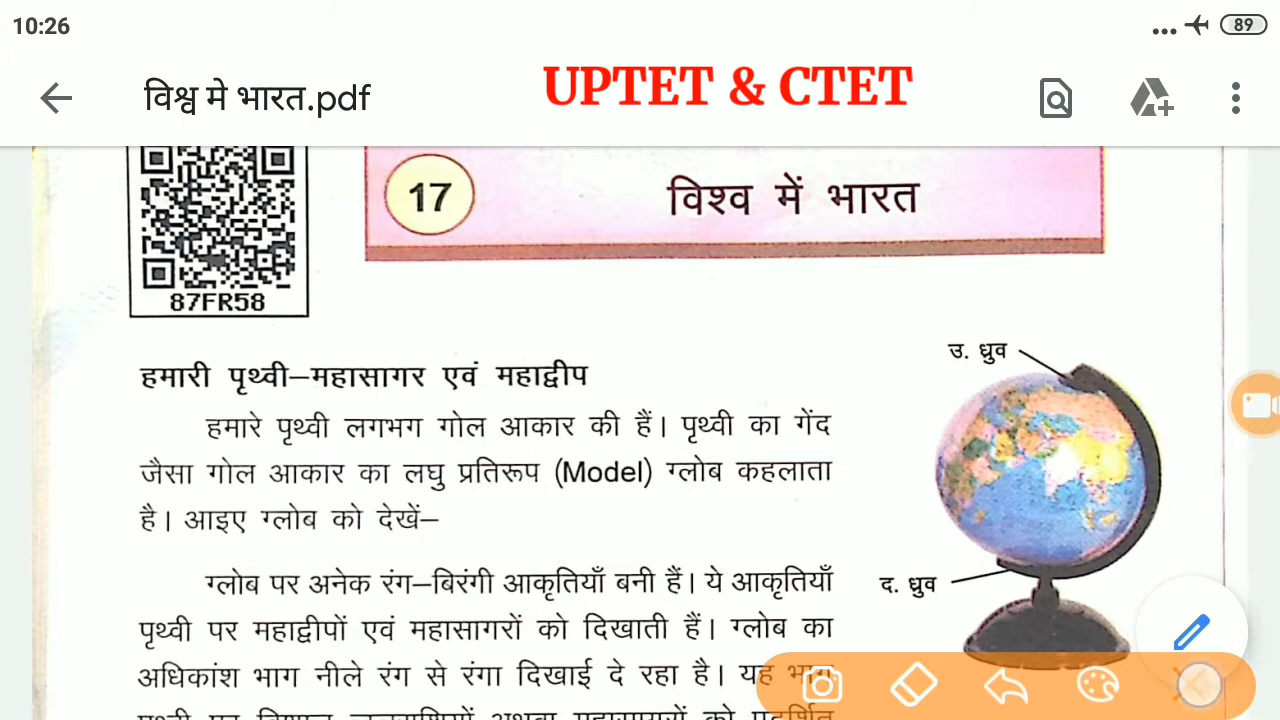 10:26
89
विश्व मे भारत.pdf
UPTET & CTET
17
विश्व में भारत
87FR58
उ. ध्रुव
हमारी पृथ्वी–महासागर एवं महाद्वीप
हमारे पृथ्वी लगभग गोल आकार की हैं। पृथ्वी का गेंद
जैसा गोल आकार का लघु प्रतिरूप (Model) ग्लोब कहलाता
है। आइए ग्लोब को देखें–
द. ध्रुव
ग्लोब पर अनेक रंग–बिरंगी आकृतियाँ बनी हैं। ये आकृतियाँ
पृथ्वी पर महाद्वीपों एवं महासागरों को दिखाती हैं। ग्लोब का
अधिकांश भाग नीले रंग से रंगा दिखाई दे रहा है। यह भाग